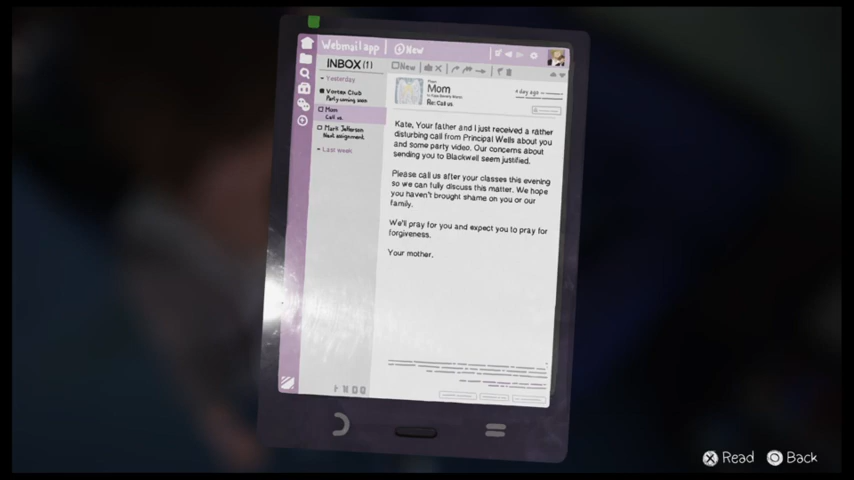 Webmail app
New
INBOX (1)
New
Yesterday
Vortex Club
Party coming soon
Mom
Call us
Mark Jefferson
Next assignment
Last week
From
Mom
Re: Call us
a day ago
Kate, Your father and I just received a rather
disturbing call from Principal Wells about you
and some party video. Our concerns about
sending you to Blackwell seem justified.
Please call us after your classes this evening
so we can fully discuss this matter. We hope
you haven't brought shame on you or our
family.
We'll pray for you and expect you to pray for
forgiveness.
Your mother.
Read
Back